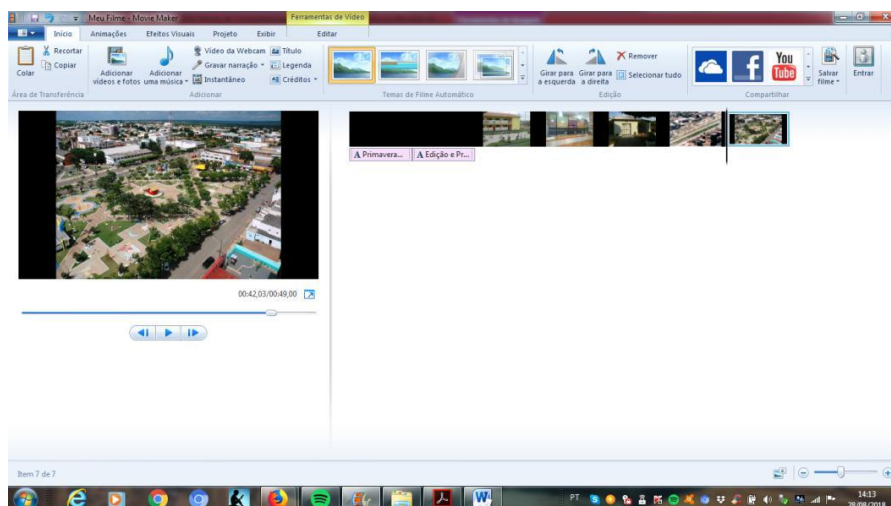 Meu Filme - Movie Maker
Ferramentas de Vídeo
Início Animações Efeitos Visuais Projeto Exibir Editar
Colar
Recortar
Copiar
Área de Transferência
Adicionar vídeos e fotos
Adicionar uma música
Vídeo da Webcam
Gravar narração
Instantâneo
Título
Legenda
Créditos
Adicionar
Temas de Filme Automático
Girar para a esquerda
Girar para a direita
Remover
Selecionar tudo
Edição
You Tube
Compartilhar
Salvar filme
Entrar
A Primavera...
A Edição e Pr...
00:42,03/00:49,00
Item 7 de 7
PT
14:13
28/08/2018